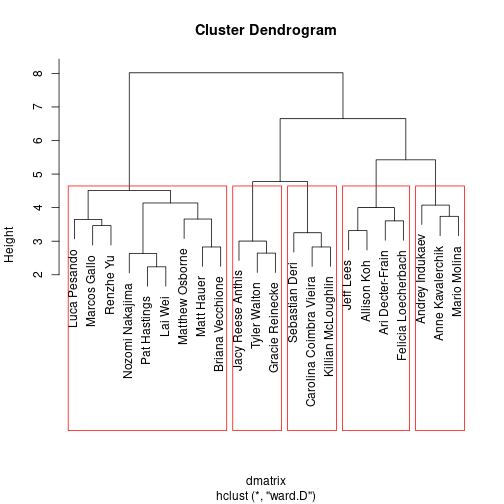 Cluster Dendrogram
Height
8
7
6
5
4
3
2
Luca Pesando
Marcos Gallo
Renzhe Yu
Nozomi Nakajima
Pat Hastings
Lai Wei
Matthew Osborne
Matt Hauer
Briana Vecchione
Jacy Reese Anthis
Tyler Walton
Gracie Reinecke
Sebastian Deri
Carolina Coimbra Vieira
Killian McLoughlin
Jeff Lees
Allison Koh
Ari Decter-Frain
Felicia Loecherbach
Andrey Indukaev
Anne Kavalerchik
Mario Molina
dmatrix
hclust (*, "ward.D")